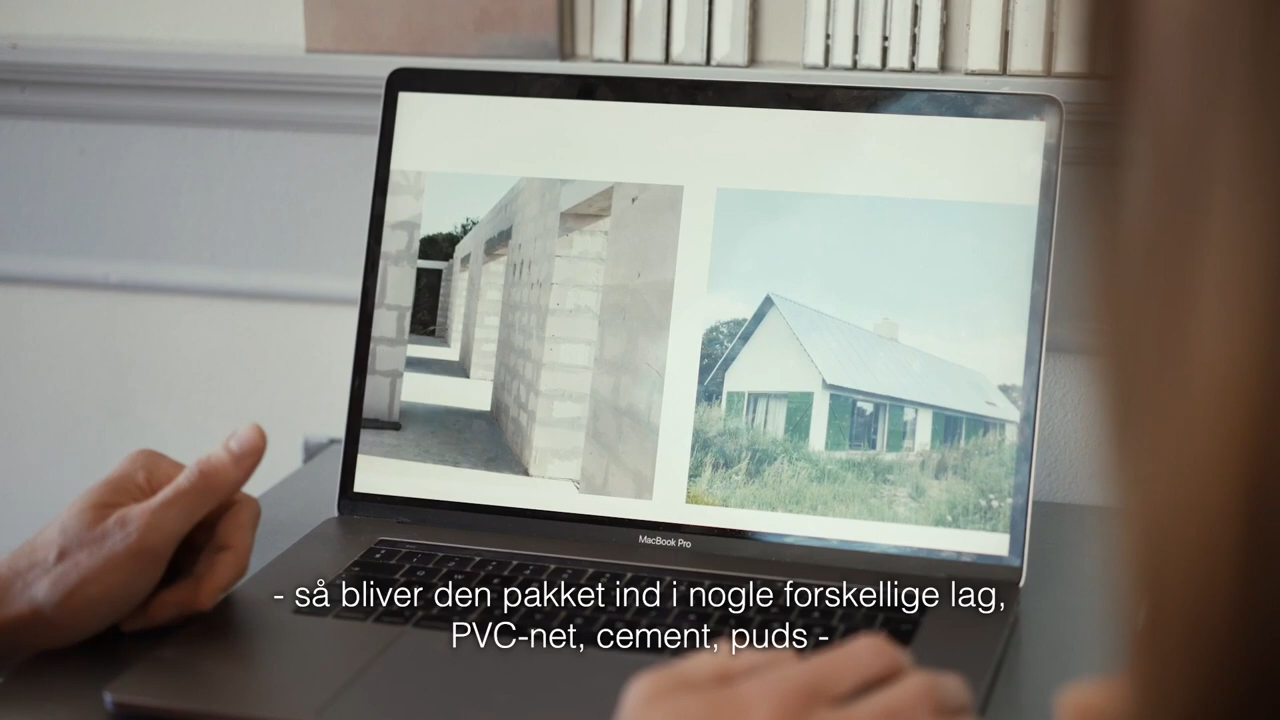 MacBook Pro
- så bliver den pakket ind i nogle forskellige lag,
PVC-net, cement, puds -